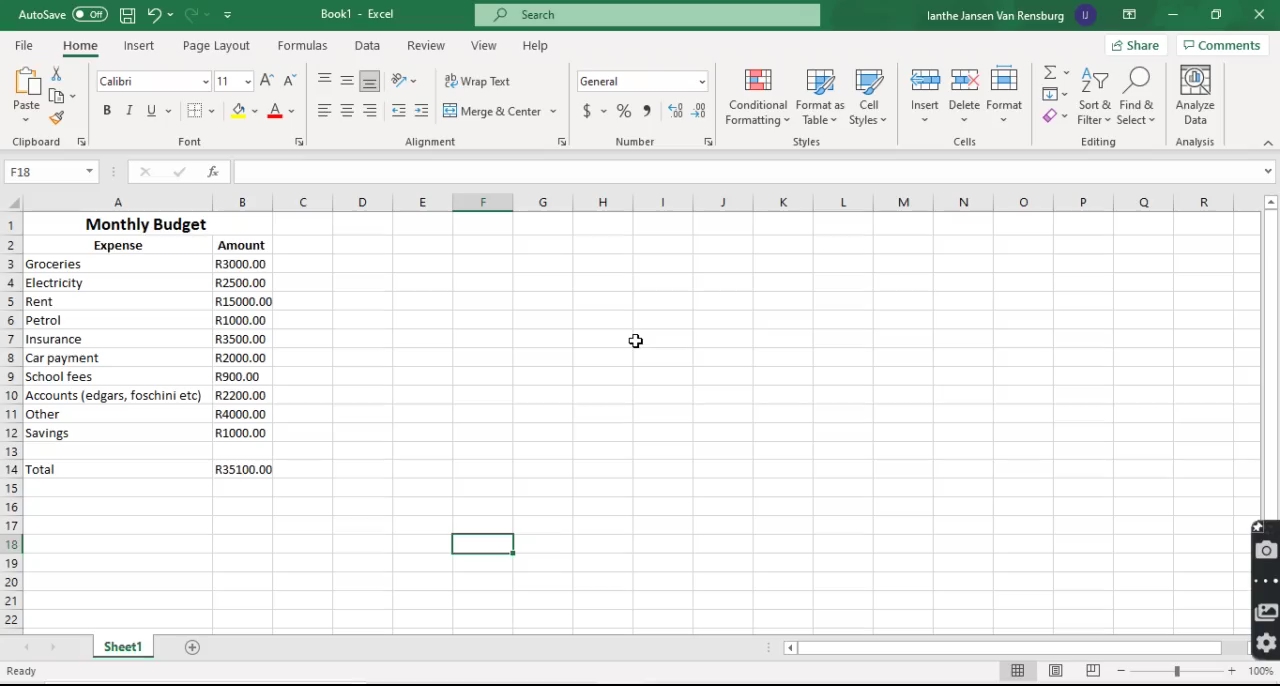 AutoSave Off Book1 - Excel Search Ianthe Jansen Van Rensburg IJ
File Home Insert Page Layout Formulas Data Review View Help Share Comments
Paste
Calibri 11
Wrap Text
Merge & Center
General
Conditional Formatting
Format as Table
Cell Styles
Insert
Delete
Format
Sort & Filter
Find & Select
Analyze Data
Clipboard Font Alignment Number Styles Cells Editing Analysis
F18 fx
A B C D E F G H I J K L M N O P Q R
1 Monthly Budget
2 Expense Amount
3 Groceries R3000.00
4 Electricity R2500.00
5 Rent R15000.00
6 Petrol R1000.00
7 Insurance R3500.00
8 Car payment R2000.00
9 School fees R900.00
10 Accounts (edgars, foschini etc) R2200.00
11 Other R4000.00
12 Savings R1000.00
13
14 Total R35100.00
15
16
17
18
19
20
21
22
Sheet1
Ready 100%